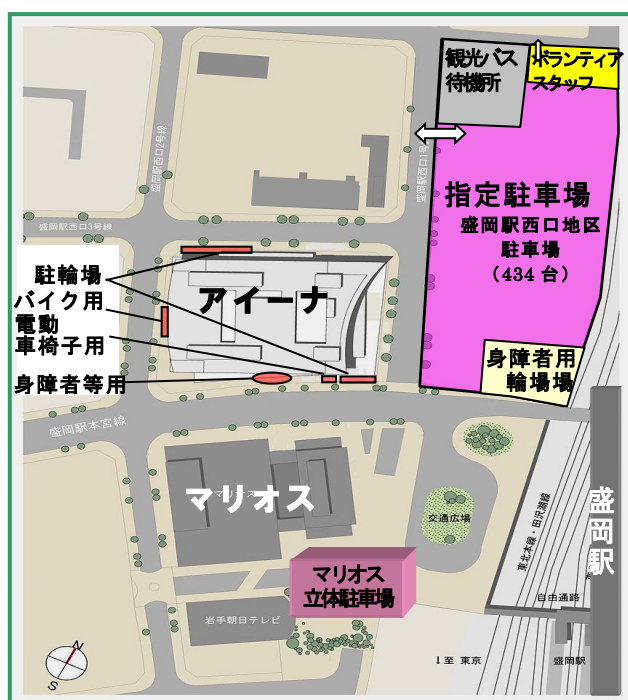 観光バス
待機所
ボランティア
スタッフ
盛岡駅西口2号線
盛岡駅西口1号
指定駐車場
盛岡駅西口地区
駐車場
(434 台)
盛岡駅西口3号線
駐輪場
バイク用
電動
車椅子用
身障者等用
アイーナ
身障者用
輪場場
盛岡駅本宮線
マリオス
交通広場
東北本線・田沢湖線
盛岡駅
マリオス
立体駐車場
自由通路
岩手朝日テレビ
↓至 東京
盛岡駅
N
S